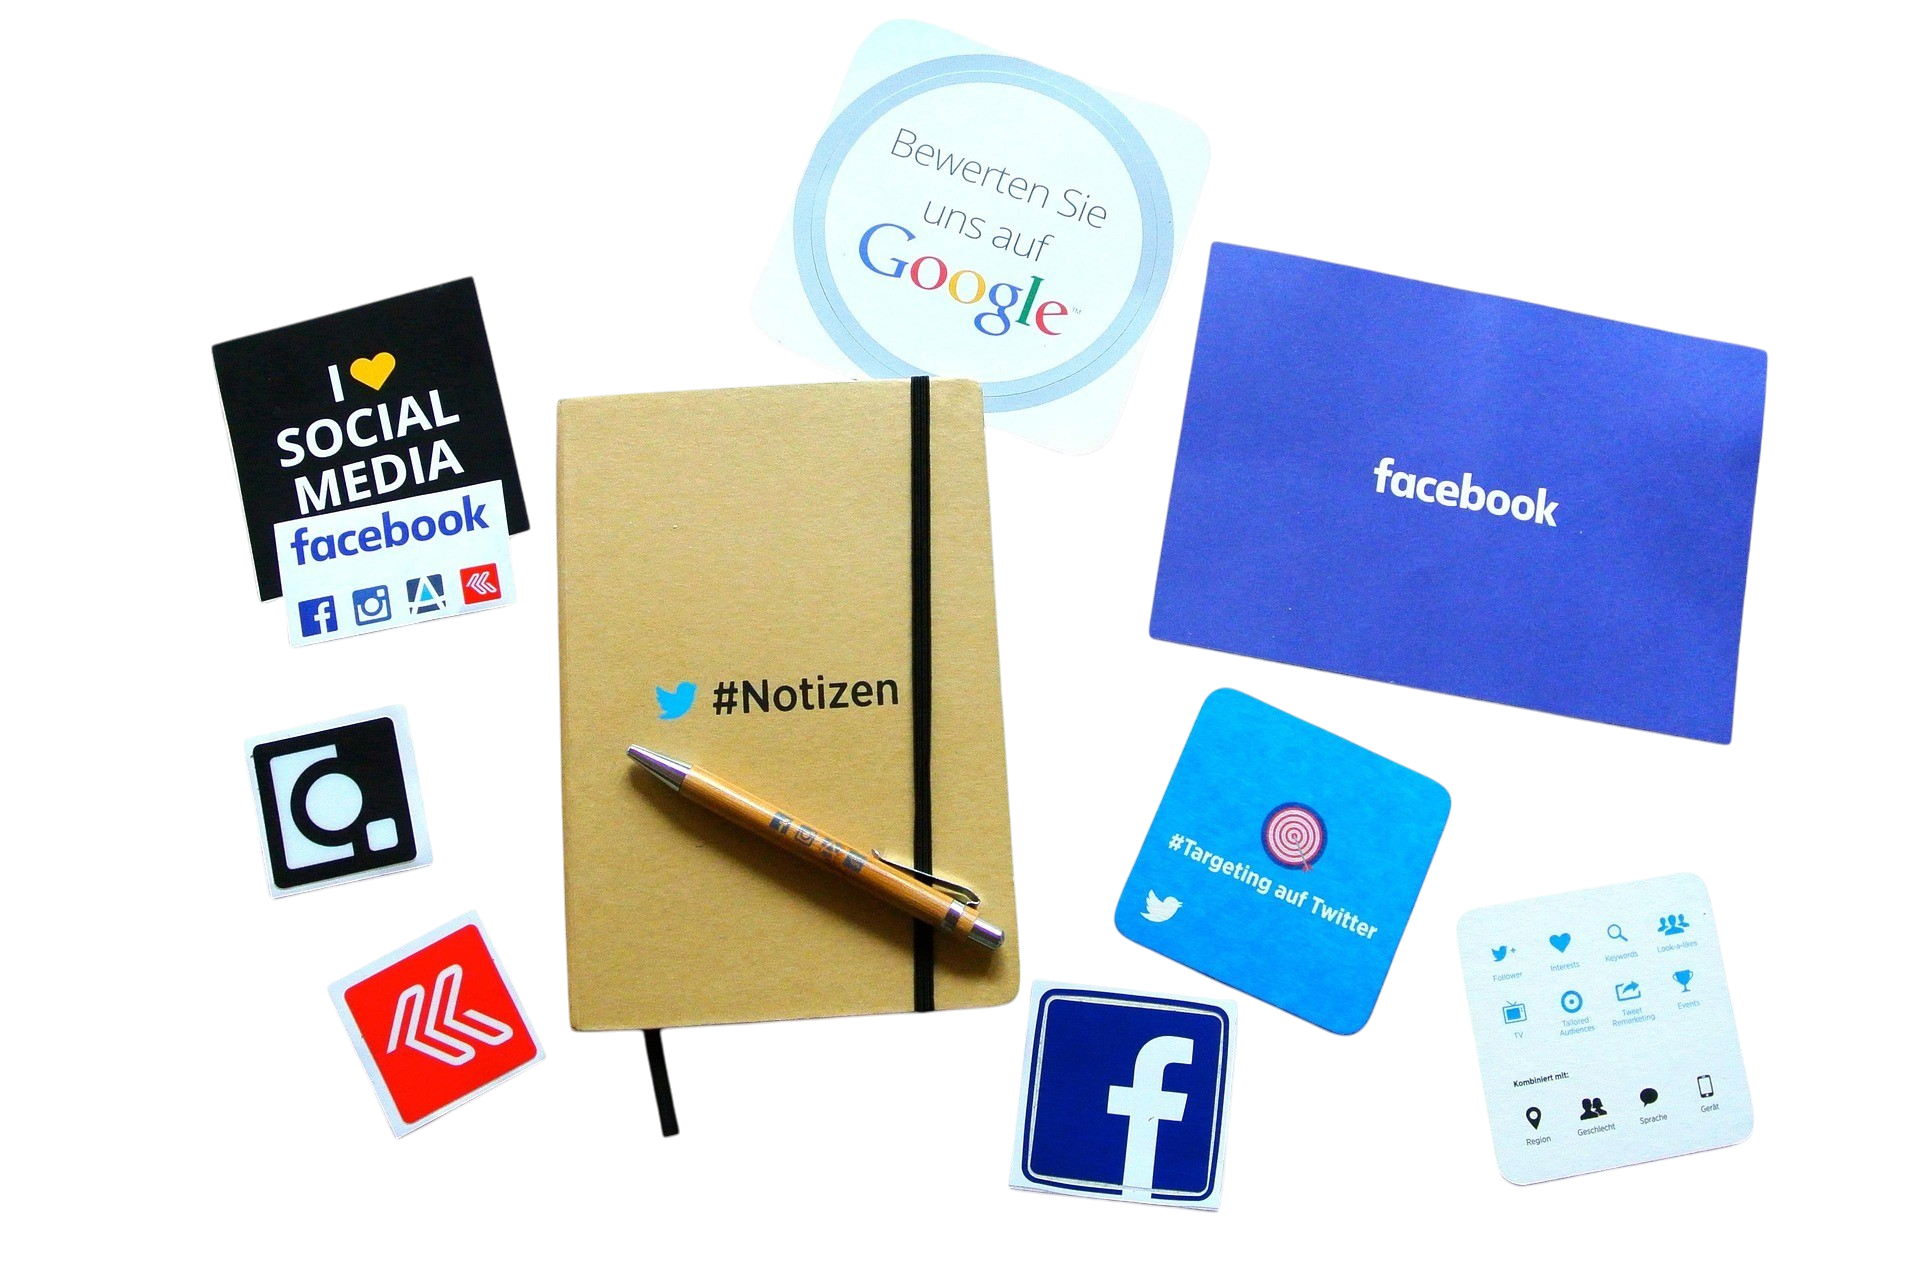 Bewerten Sie
uns auf
Google™
I
SOCIAL
MEDIA
facebook
facebook
#Notizen
#Targeting auf Twitter
Follower
Interests
Keywords
Look-a-likes
TV
Tailored
Audiences
Tweet
Remarketing
Events
Kombiniert mit:
Region
Geschlecht
Sprache
Gerät